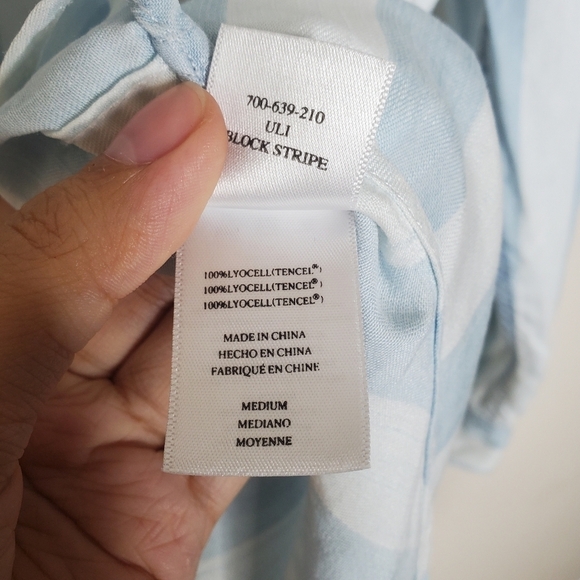 700-639-210
ULI
BLOCK STRIPE
100%LYOCELL(TENCEL®)
100%LYOCELL(TENCEL®)
100%LYOCELL(TENCEL®)
MADE IN CHINA
HECHO EN CHINA
FABRIQUÉ EN CHINE
MEDIUM
MEDIANO
MOYENNE